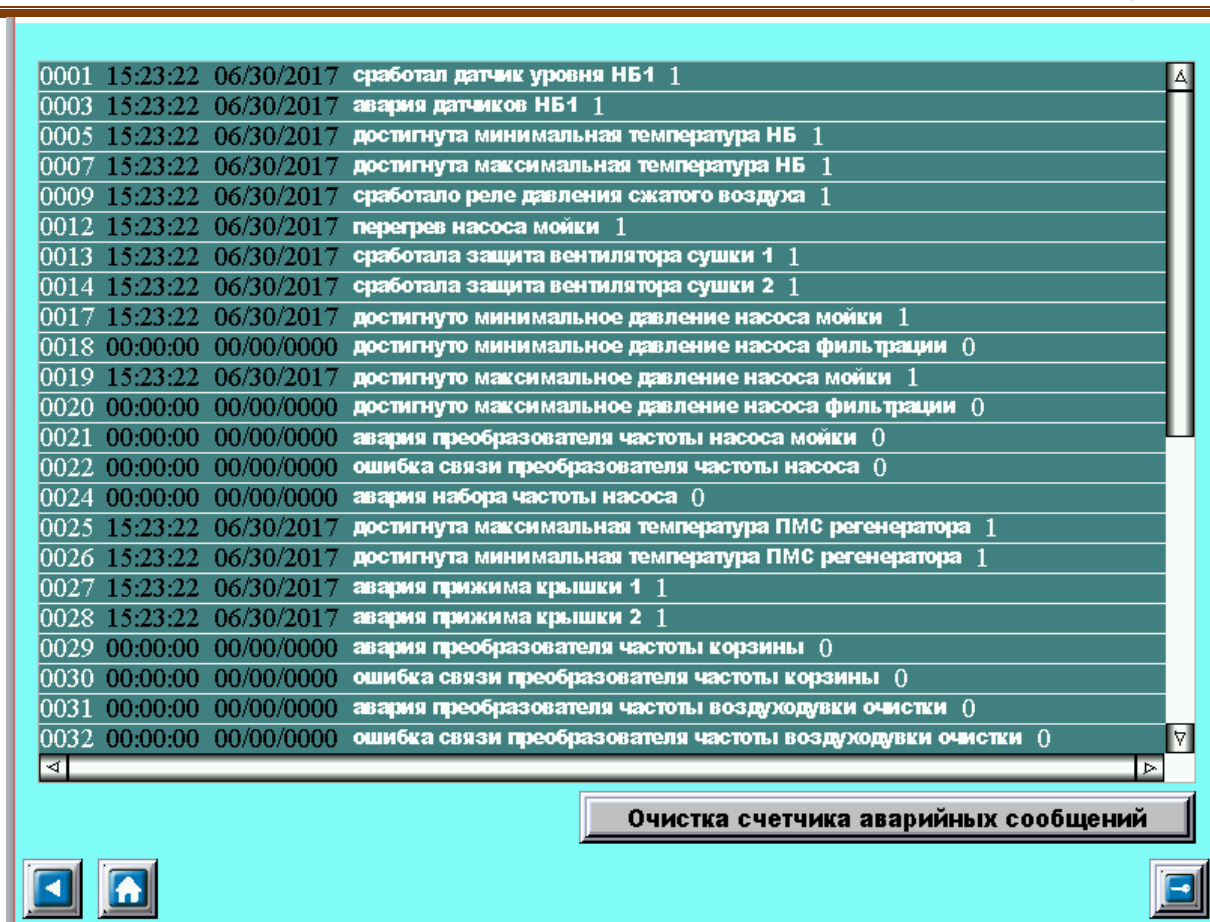 0001 15:23:22 06/30/2017 сработал датчик уровня НБ1 1
0003 15:23:22 06/30/2017 авария датчиков НБ1 1
0005 15:23:22 06/30/2017 достигнута минимальная температура НБ 1
0007 15:23:22 06/30/2017 достигнута максимальная температура НБ 1
0009 15:23:22 06/30/2017 сработало реле давления сжатого воздуха 1
0012 15:23:22 06/30/2017 перегрев насоса мойки 1
0013 15:23:22 06/30/2017 сработала защита вентилятора сушки 1 1
0014 15:23:22 06/30/2017 сработала защита вентилятора сушки 2 1
0017 15:23:22 06/30/2017 достигнуто минимальное давление насоса мойки 1
0018 00:00:00 00/00/0000 достигнуто минимальное давление насоса фильтрации 0
0019 15:23:22 06/30/2017 достигнуто максимальное давление насоса мойки 1
0020 00:00:00 00/00/0000 достигнуто максимальное давление насоса фильтрации 0
0021 00:00:00 00/00/0000 авария преобразователя частоты насоса мойки 0
0022 00:00:00 00/00/0000 ошибка связи преобразователя частоты насоса 0
0024 00:00:00 00/00/0000 авария набора частоты насоса 0
0025 15:23:22 06/30/2017 достигнута максимальная температура ПМС регенератора 1
0026 15:23:22 06/30/2017 достигнута минимальная температура ПМС регенератора 1
0027 15:23:22 06/30/2017 авария прижима крышки 1 1
0028 15:23:22 06/30/2017 авария прижима крышки 2 1
0029 00:00:00 00/00/0000 авария преобразователя частоты корзины 0
0030 00:00:00 00/00/0000 ошибка связи преобразователя частоты корзины 0
0031 00:00:00 00/00/0000 авария преобразователя частоты воздуходувки очистки 0
0032 00:00:00 00/00/0000 ошибка связи преобразователя частоты воздуходувки очистки 0
Очистка счетчика аварийных сообщений